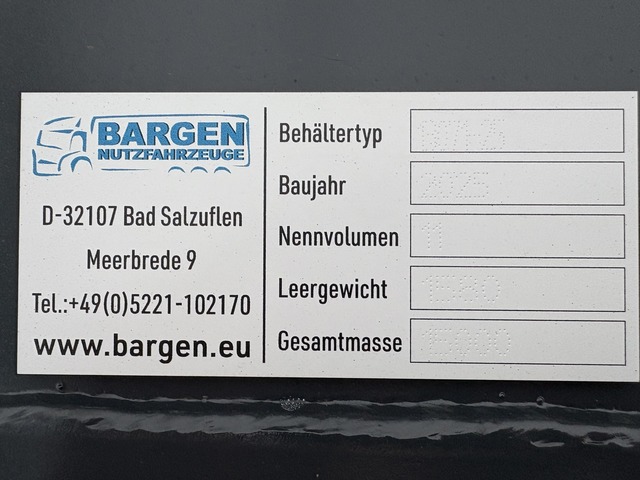 BARGEN
NUTZFAHRZEUGE
D-32107 Bad Salzuflen
Meerbrede 9
Tel.:+49(0)5221-102170
www.bargen.eu
Behältertyp
Baujahr 2025
Nennvolumen 11
Leergewicht
Gesamtmasse 15000